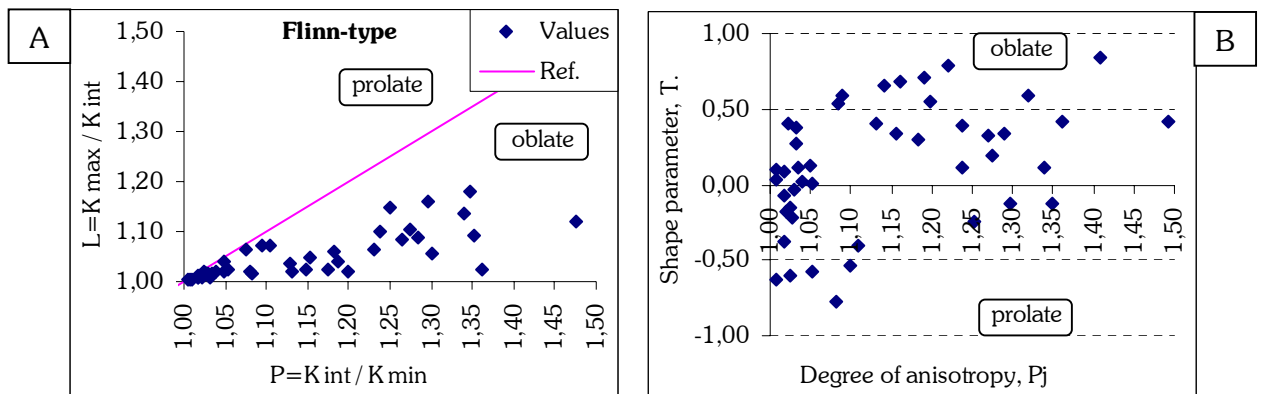 A
Flinn-type
Values
Ref.
prolate
oblate
L=K max / K int
1,50
1,40
1,30
1,20
1,10
1,00
1,00
1,05
1,10
1,15
1,20
1,25
1,30
1,35
1,40
1,45
1,50
P=K int / K min
B
oblate
prolate
Shape parameter, T.
1,00
0,50
0,00
-0,50
-1,00
1,00
1,05
1,10
1,15
1,20
1,25
1,30
1,35
1,40
1,45
1,50
Degree of anisotropy, Pj